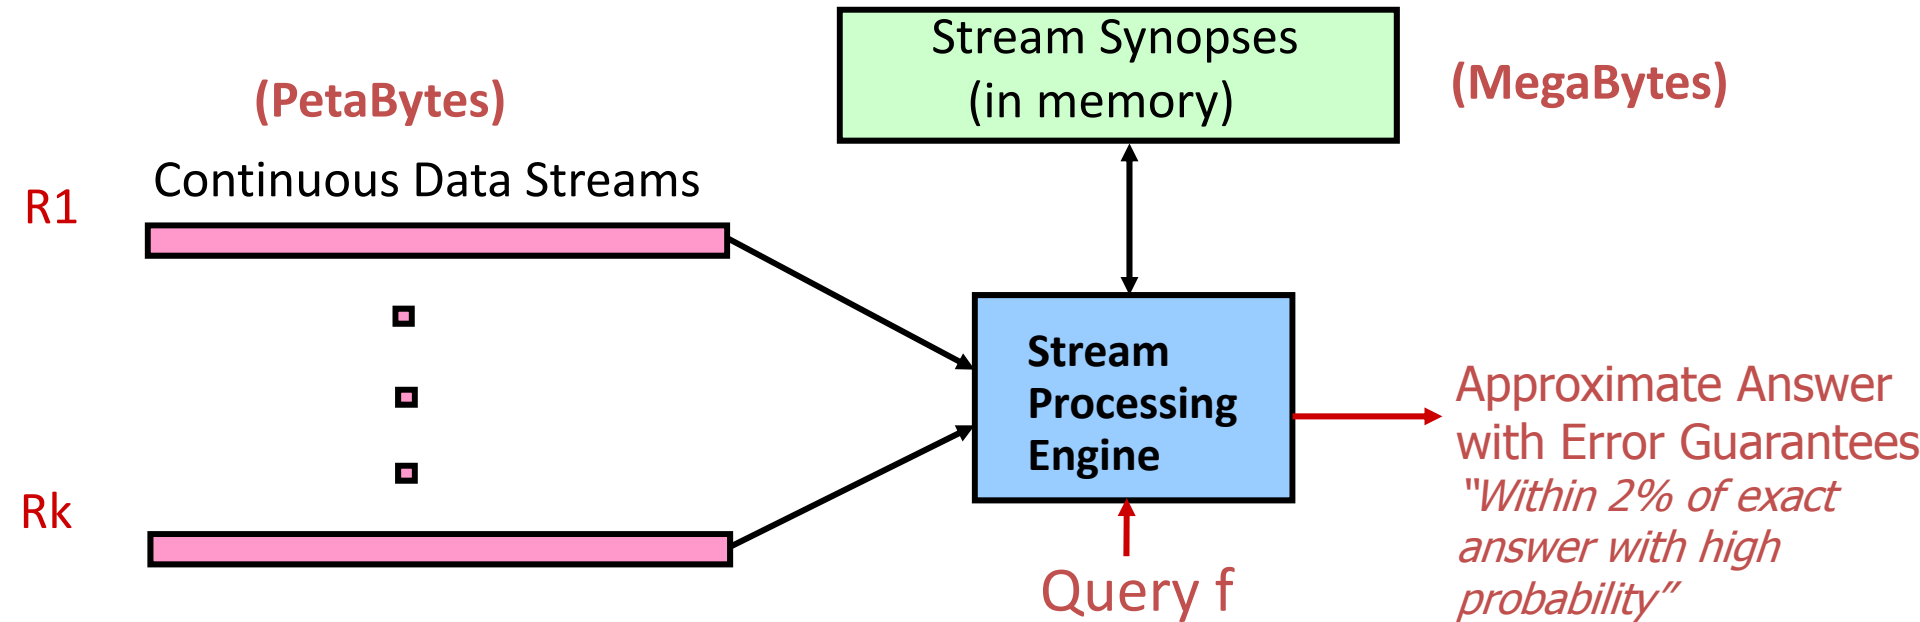 Stream Synopses
(in memory)
(MegaBytes)
(PetaBytes)
Continuous Data Streams
R1
Stream
Processing
Engine
Rk
Query f
Approximate Answer
with Error Guarantees
“Within 2% of exact
answer with high
probability”